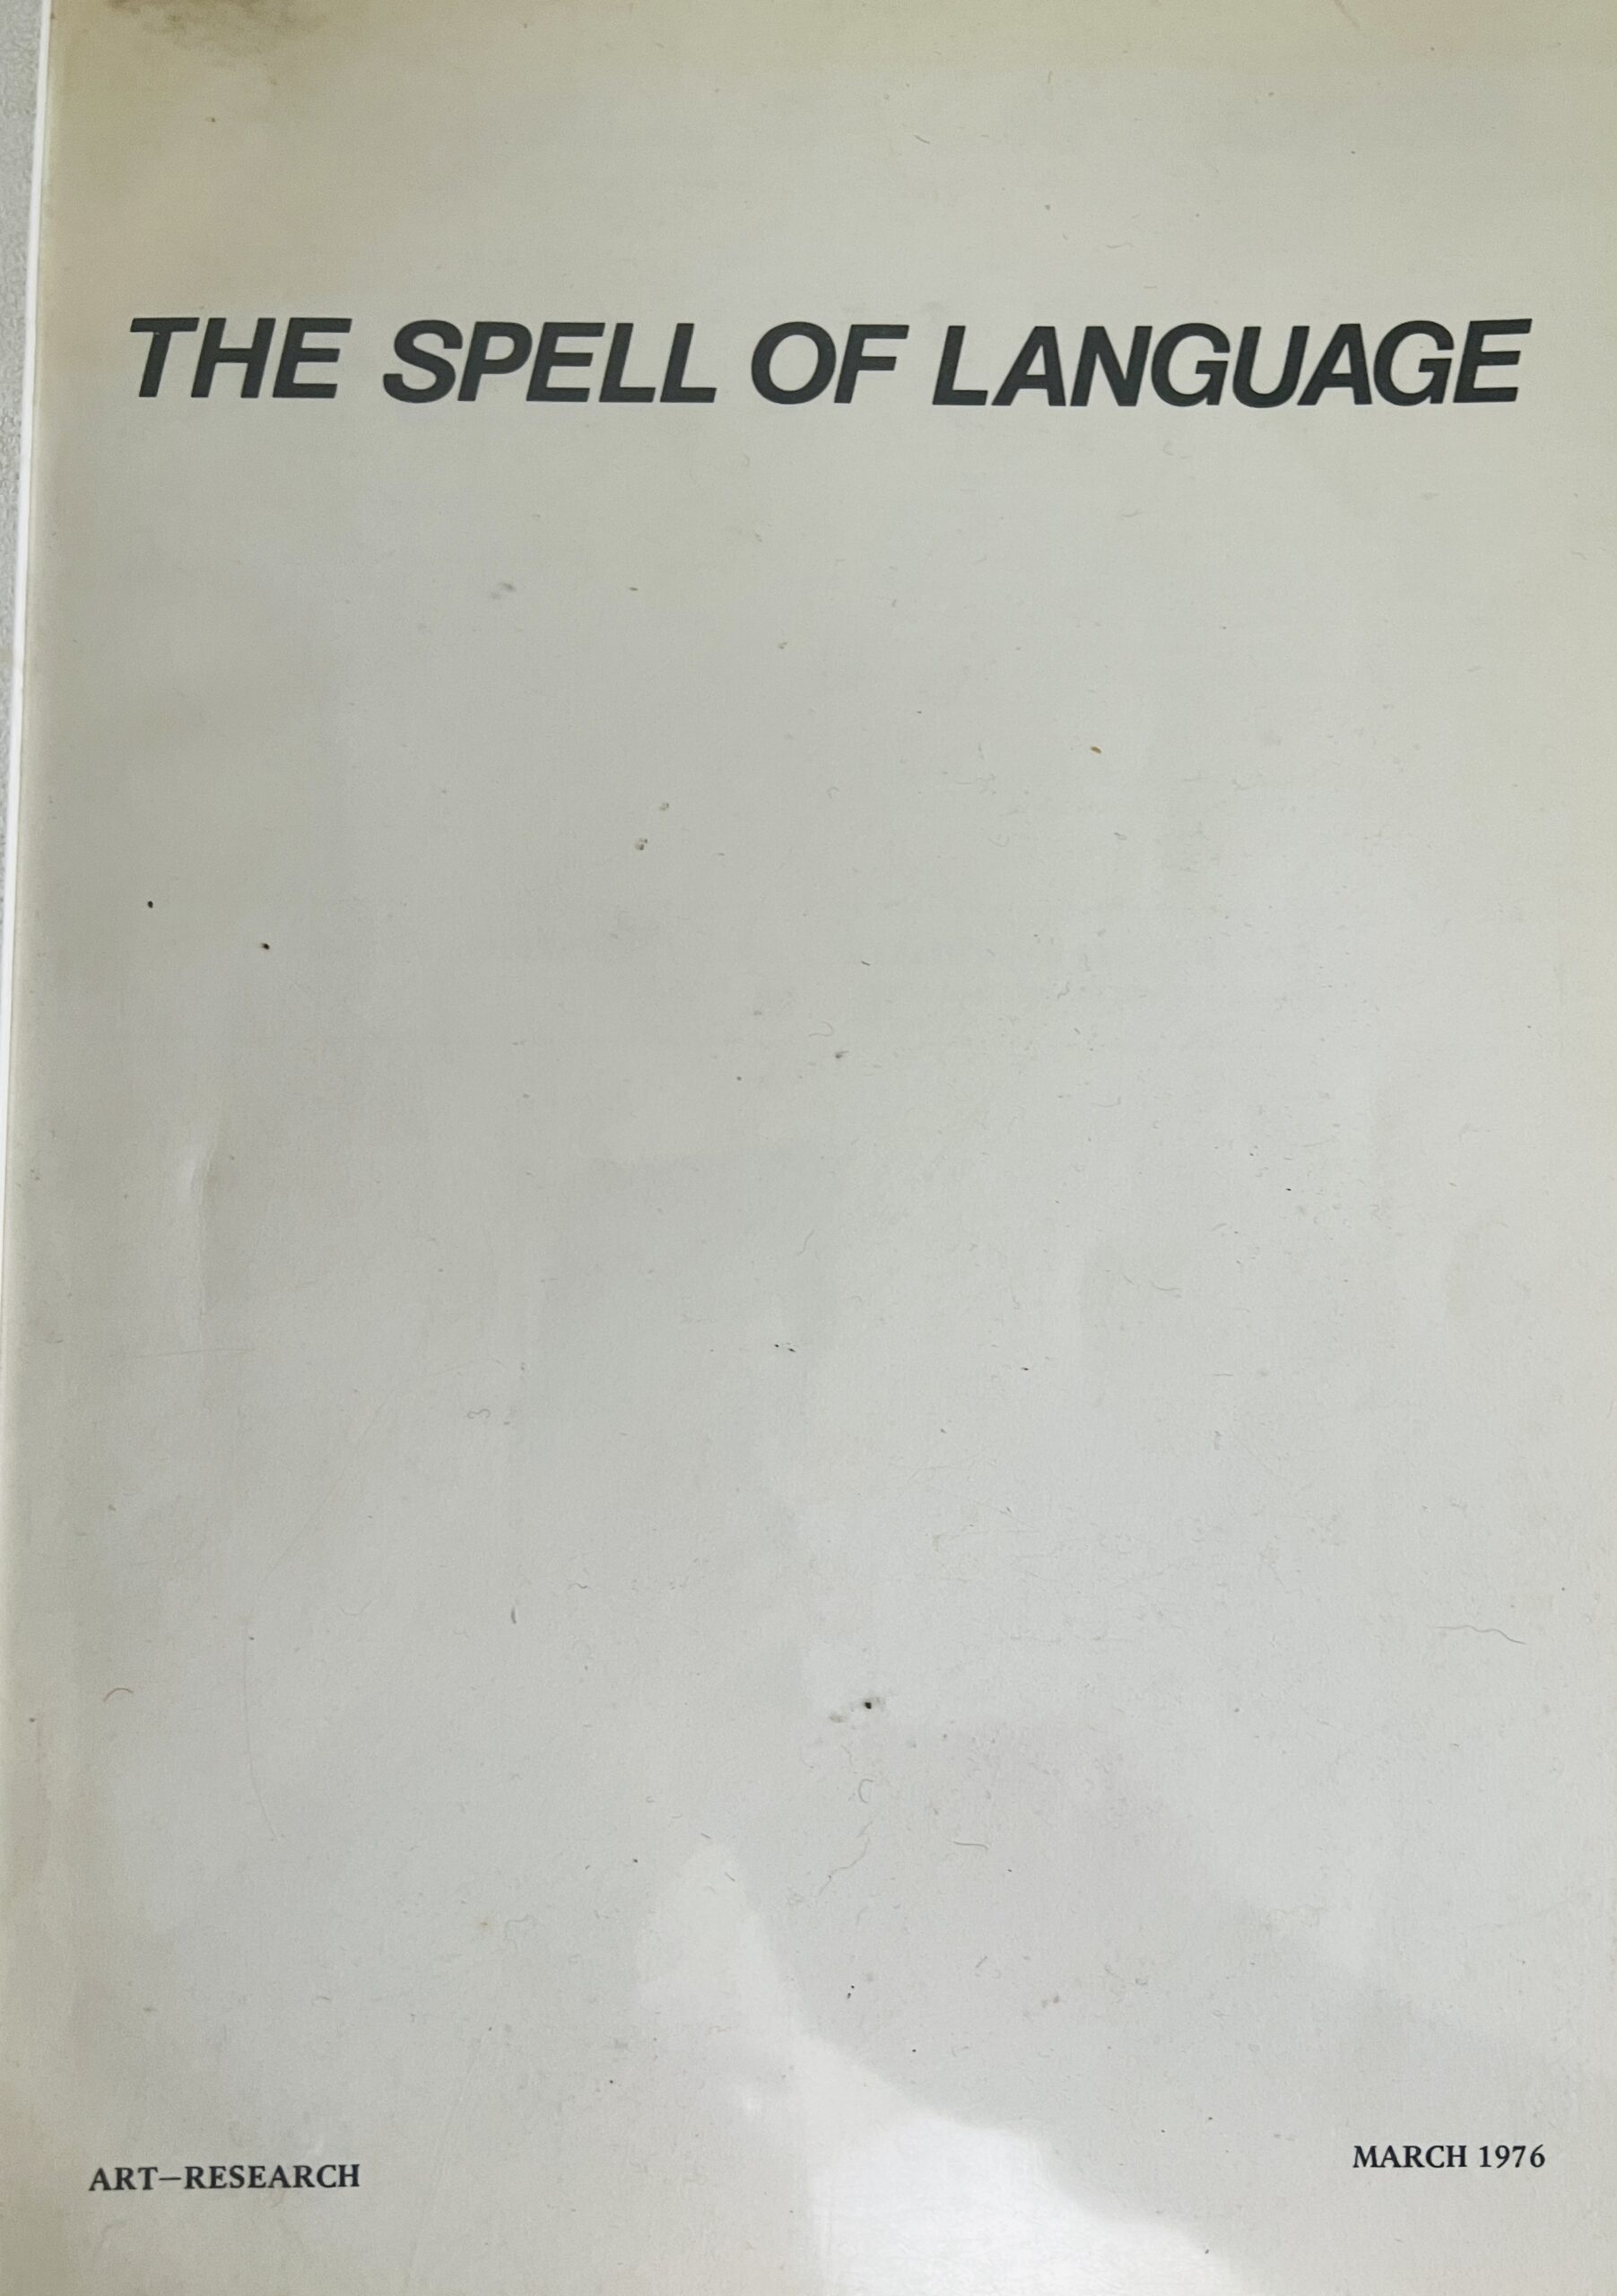 THE SPELL OF LANGUAGE
ART—RESEARCH
MARCH 1976